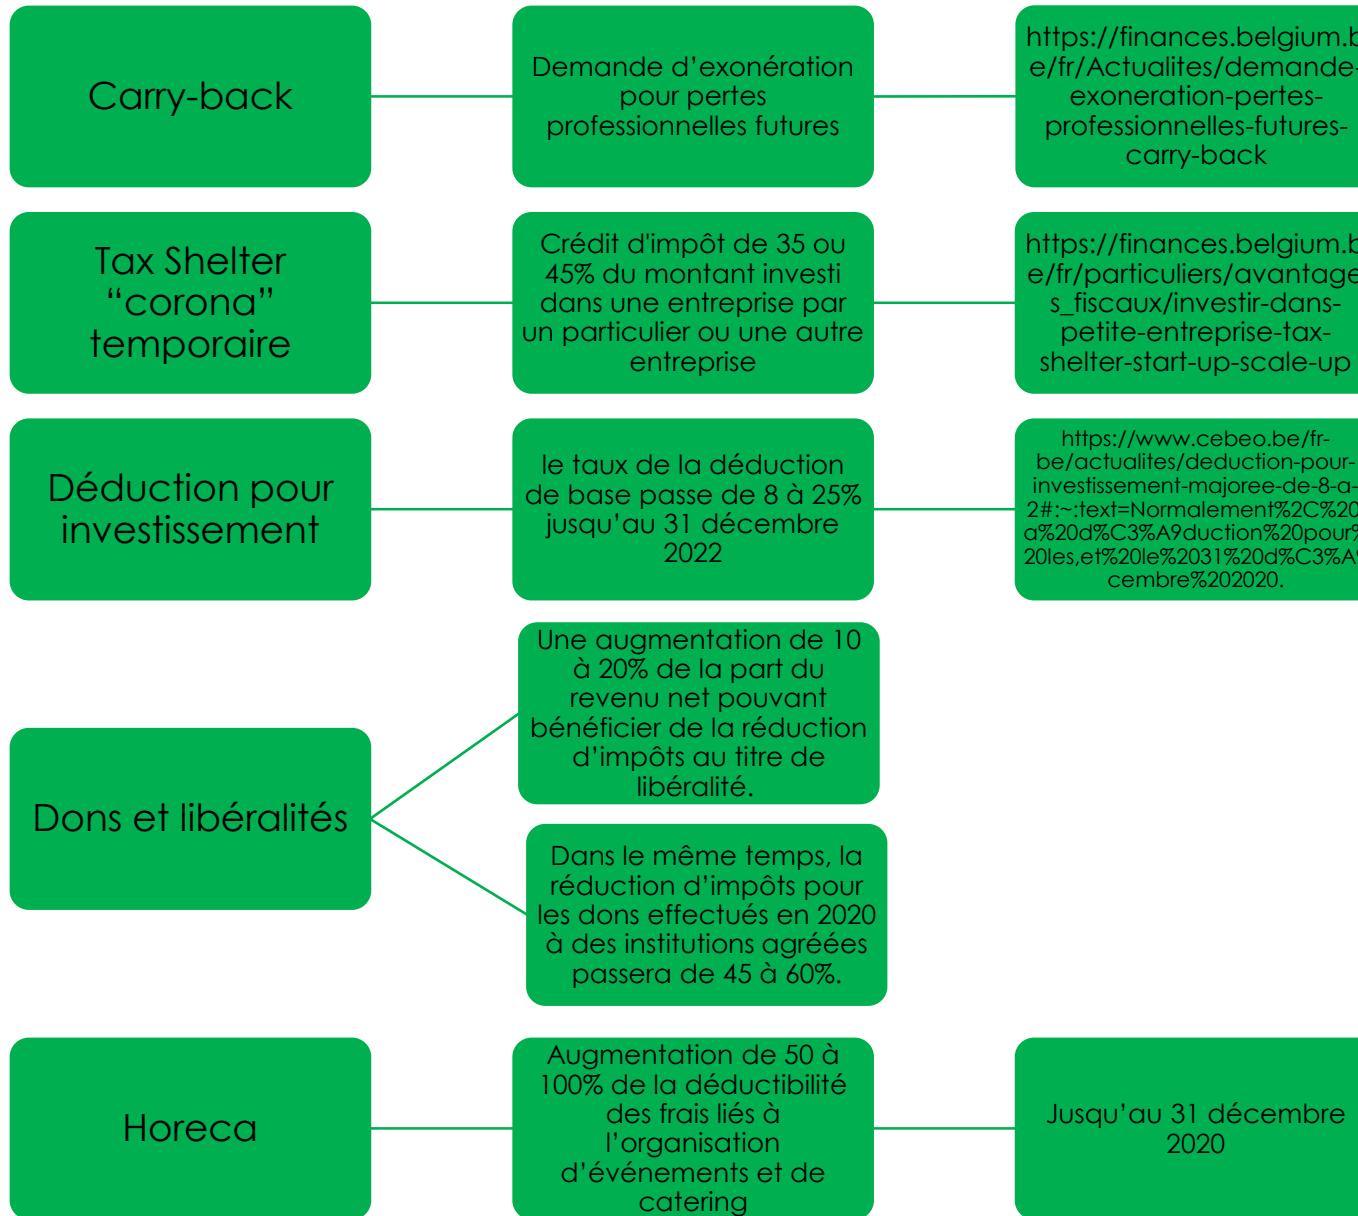 Carry-back
Demande d’exonération
pour pertes
professionnelles futures
https://finances.belgium.b
e/fr/Actualites/demande-
exoneration-pertes-
professionnelles-futures-
carry-back
Tax Shelter
“corona”
temporaire
Crédit d'impôt de 35 ou
45% du montant investi
dans une entreprise par
un particulier ou une autre
entreprise
https://finances.belgium.b
e/fr/particuliers/avantage
s_fiscaux/investir-dans-
petite-entreprise-tax-
shelter-start-up-scale-up
Déduction pour
investissement
le taux de la déduction
de base passe de 8 à 25%
jusqu’au 31 décembre
2022
https://www.cebeo.be/fr-
be/actualites/deduction-pour-
investissement-majoree-de-8-a-
2#:~:text=Normalement%2C%20
a%20d%C3%A9duction%20pour%
20les,et%20le%2031%20d%C3%A9
cembre%202020.
Dons et libéralités
Une augmentation de 10
à 20% de la part du
revenu net pouvant
bénéficier de la réduction
d’impôts au titre de
libéralité.
Dans le même temps, la
réduction d’impôts pour
les dons effectués en 2020
à des institutions agréées
passera de 45 à 60%.
Horeca
Augmentation de 50 à
100% de la déductibilité
des frais liés à
l’organisation
d’événements et de
catering
Jusqu’au 31 décembre
2020